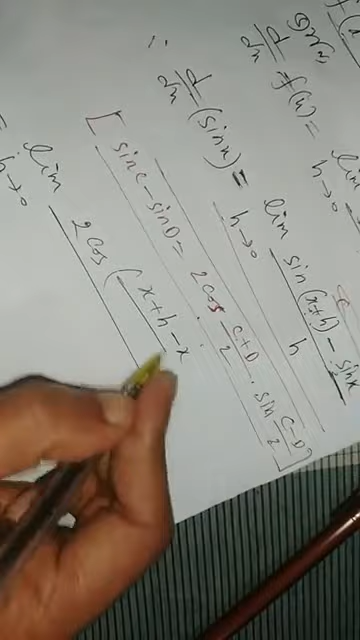 d/dx f(x) = lim h→0
∴ d/dx (sinx) = lim h→0 sin(x+h) - sinx / h
[ sinC - sinD = 2cos C+D/2 . sin C-D/2 ]
= lim h→0 2cos (x+h-x